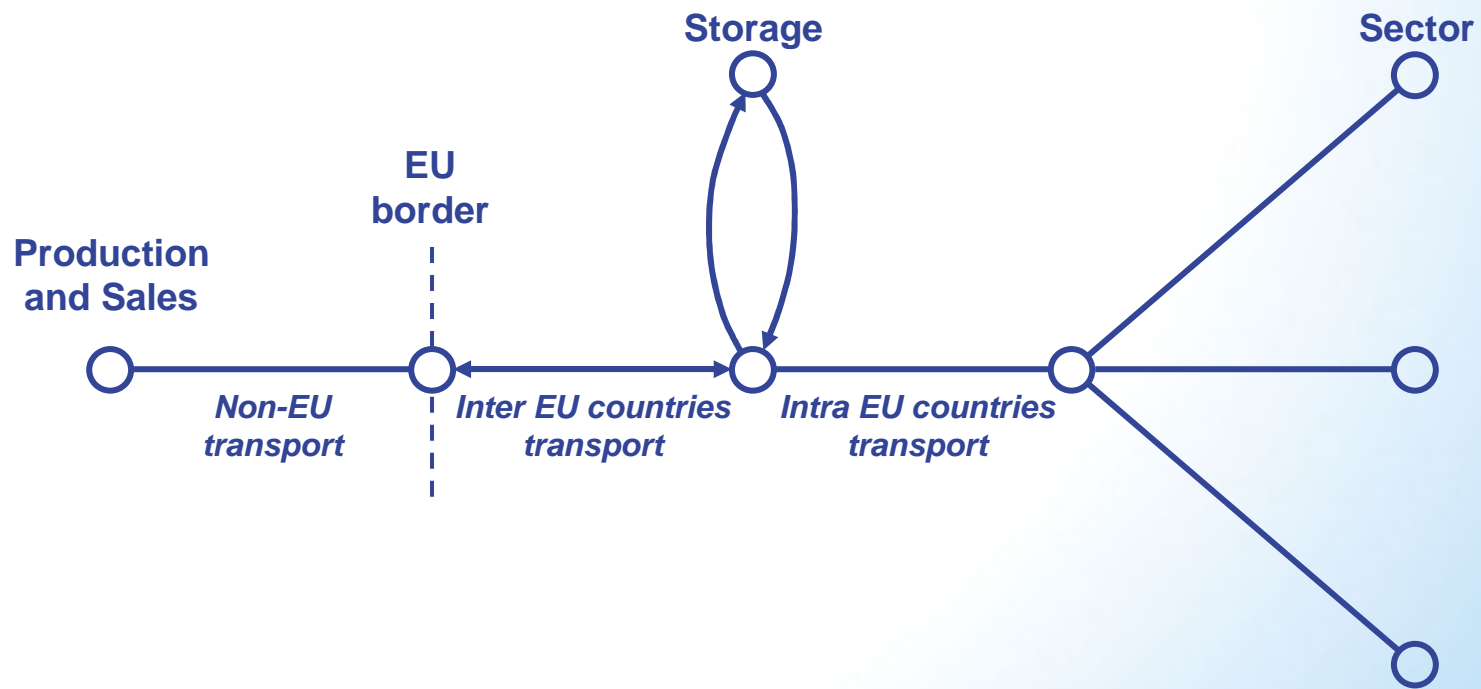 Storage
Sector
EU
border
Production
and Sales
Non-EU
transport
Inter EU countries
transport
Intra EU countries
transport